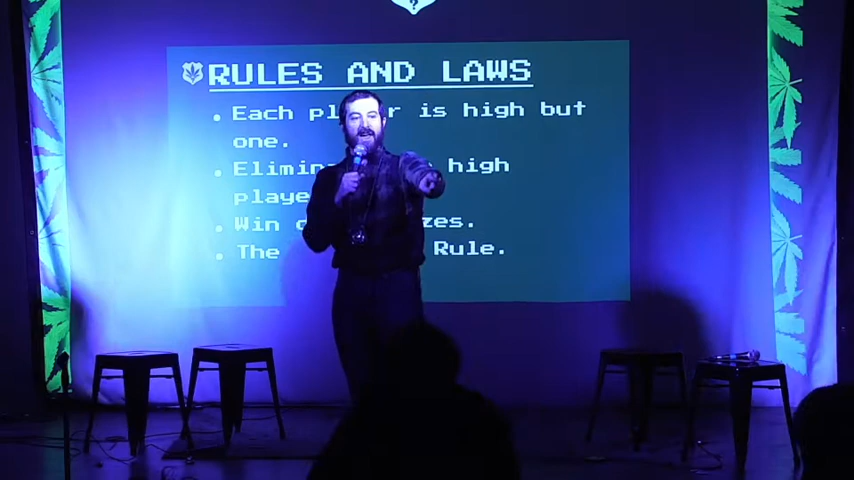 ?
RULES AND LAWS
• Each pl r is high but
one.
• Elimin high
playe
• Win zes.
• The Rule.